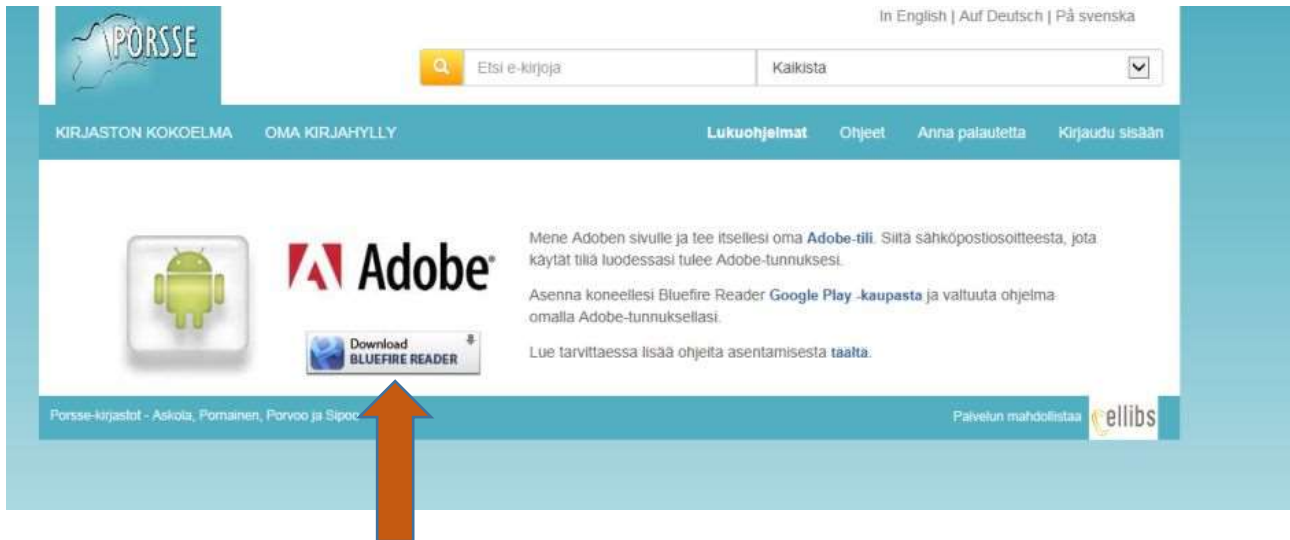 In English | Auf Deutsch | På svenska
PORSSE
Etsi e-kirjoja
Kaikista
KIRJASTON KOKOELMA OMA KIRJAHYLLY Lukuohjelmat Ohjeet Anna palautetta Kirjaudu sisään
Adobe
Download
BLUEFIRE READER
Mene Adoben sivulle ja tee itsellesi oma Adobe-tili. Siitä sähköpostiosoitteesta, jota
käytät tiliä luodessasi tulee Adobe-tunnuksesi.
Asenna koneellesi Bluefire Reader Google Play -kaupasta ja valtuuta ohjelma
omalla Adobe-tunnuksellasi.
Lue tarvittaessa lisää ohjeita asentamisesta täältä.
Porsse-kirjastot - Askola, Pornainen, Porvoo ja Sipoo
Palvelun mahdollistaa ellibs